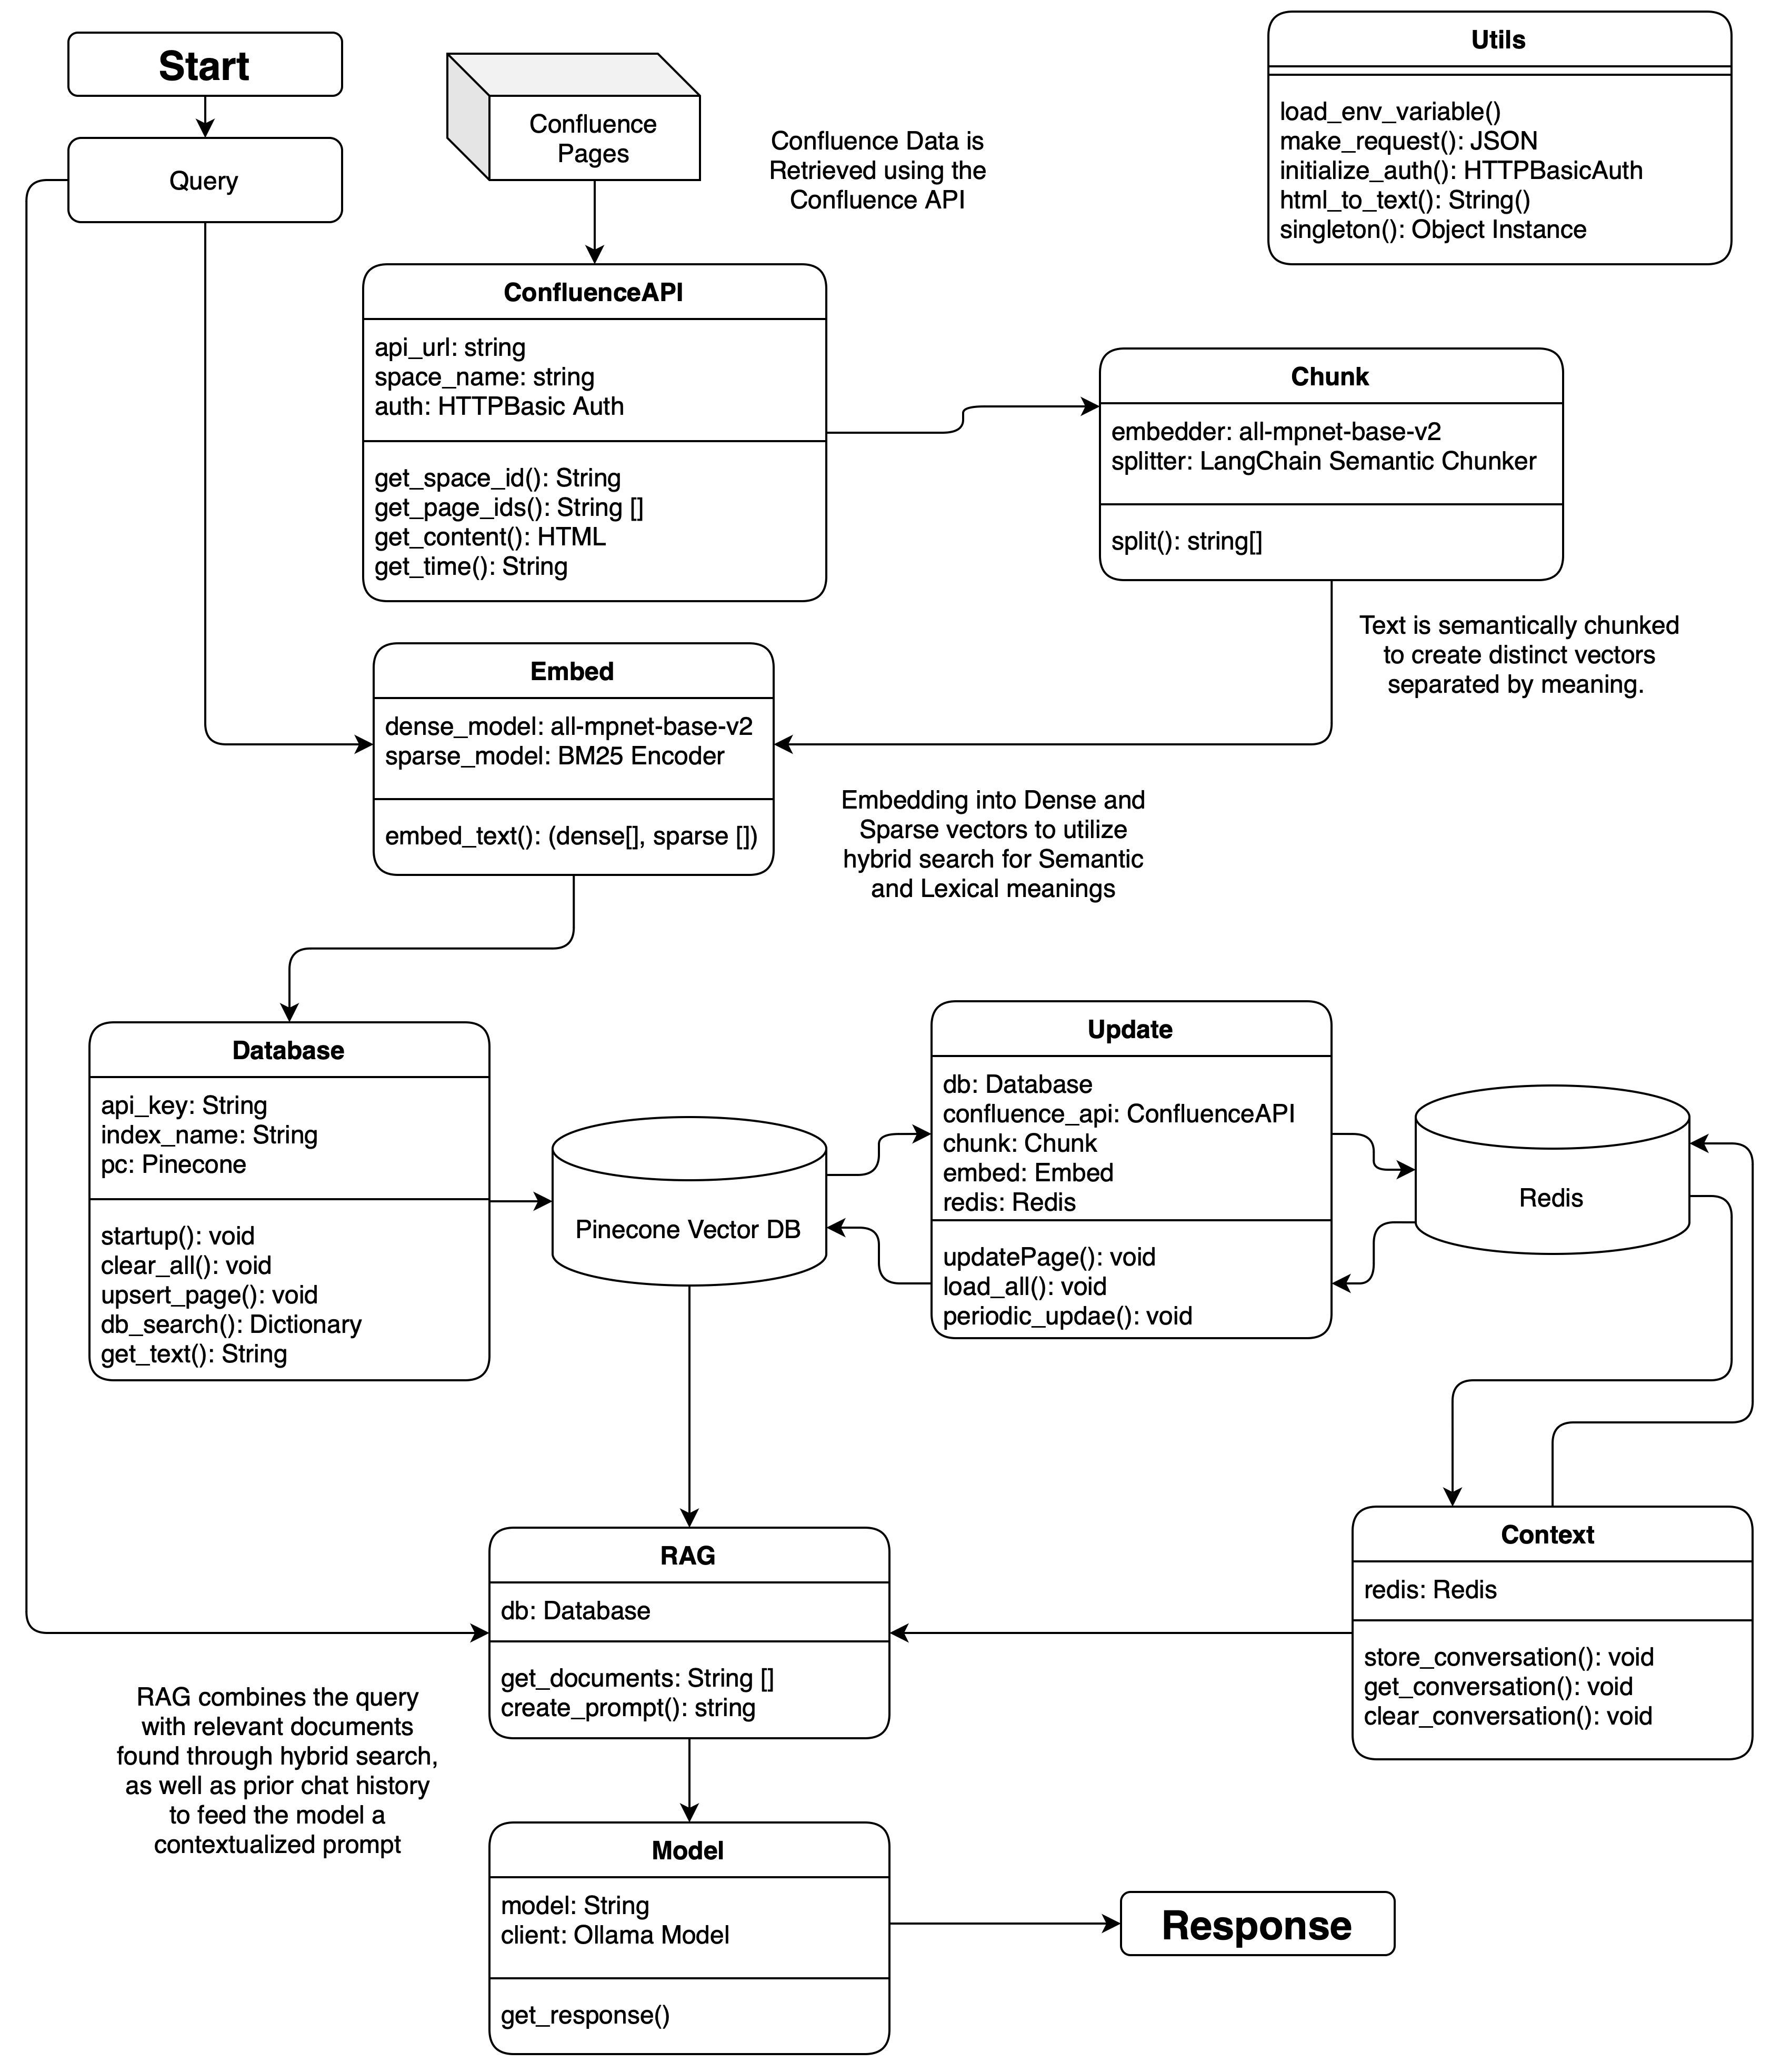 Start
Query
Confluence
Pages
Confluence Data is
Retrieved using the
Confluence API
Utils
load_env_variable()
make_request(): JSON
initialize_auth(): HTTPBasicAuth
html_to_text(): String()
singleton(): Object Instance
ConfluenceAPI
api_url: string
space_name: string
auth: HTTPBasic Auth
get_space_id(): String
get_page_ids(): String []
get_content(): HTML
get_time(): String
Chunk
embedder: all-mpnet-base-v2
splitter: LangChain Semantic Chunker
split(): string[]
Text is semantically chunked
to create distinct vectors
separated by meaning.
Embed
dense_model: all-mpnet-base-v2
sparse_model: BM25 Encoder
embed_text(): (dense[], sparse [])
Embedding into Dense and
Sparse vectors to utilize
hybrid search for Semantic
and Lexical meanings
Database
api_key: String
index_name: String
pc: Pinecone
startup(): void
clear_all(): void
upsert_page(): void
db_search(): Dictionary
get_text(): String
Pinecone Vector DB
Update
db: Database
confluence_api: ConfluenceAPI
chunk: Chunk
embed: Embed
redis: Redis
updatePage(): void
load_all(): void
periodic_updae(): void
Redis
RAG
db: Database
get_documents: String []
create_prompt(): string
Context
redis: Redis
store_conversation(): void
get_conversation(): void
clear_conversation(): void
RAG combines the query
with relevant documents
found through hybrid search,
as well as prior chat history
to feed the model a
contextualized prompt
Model
model: String
client: Ollama Model
get_response()
Response